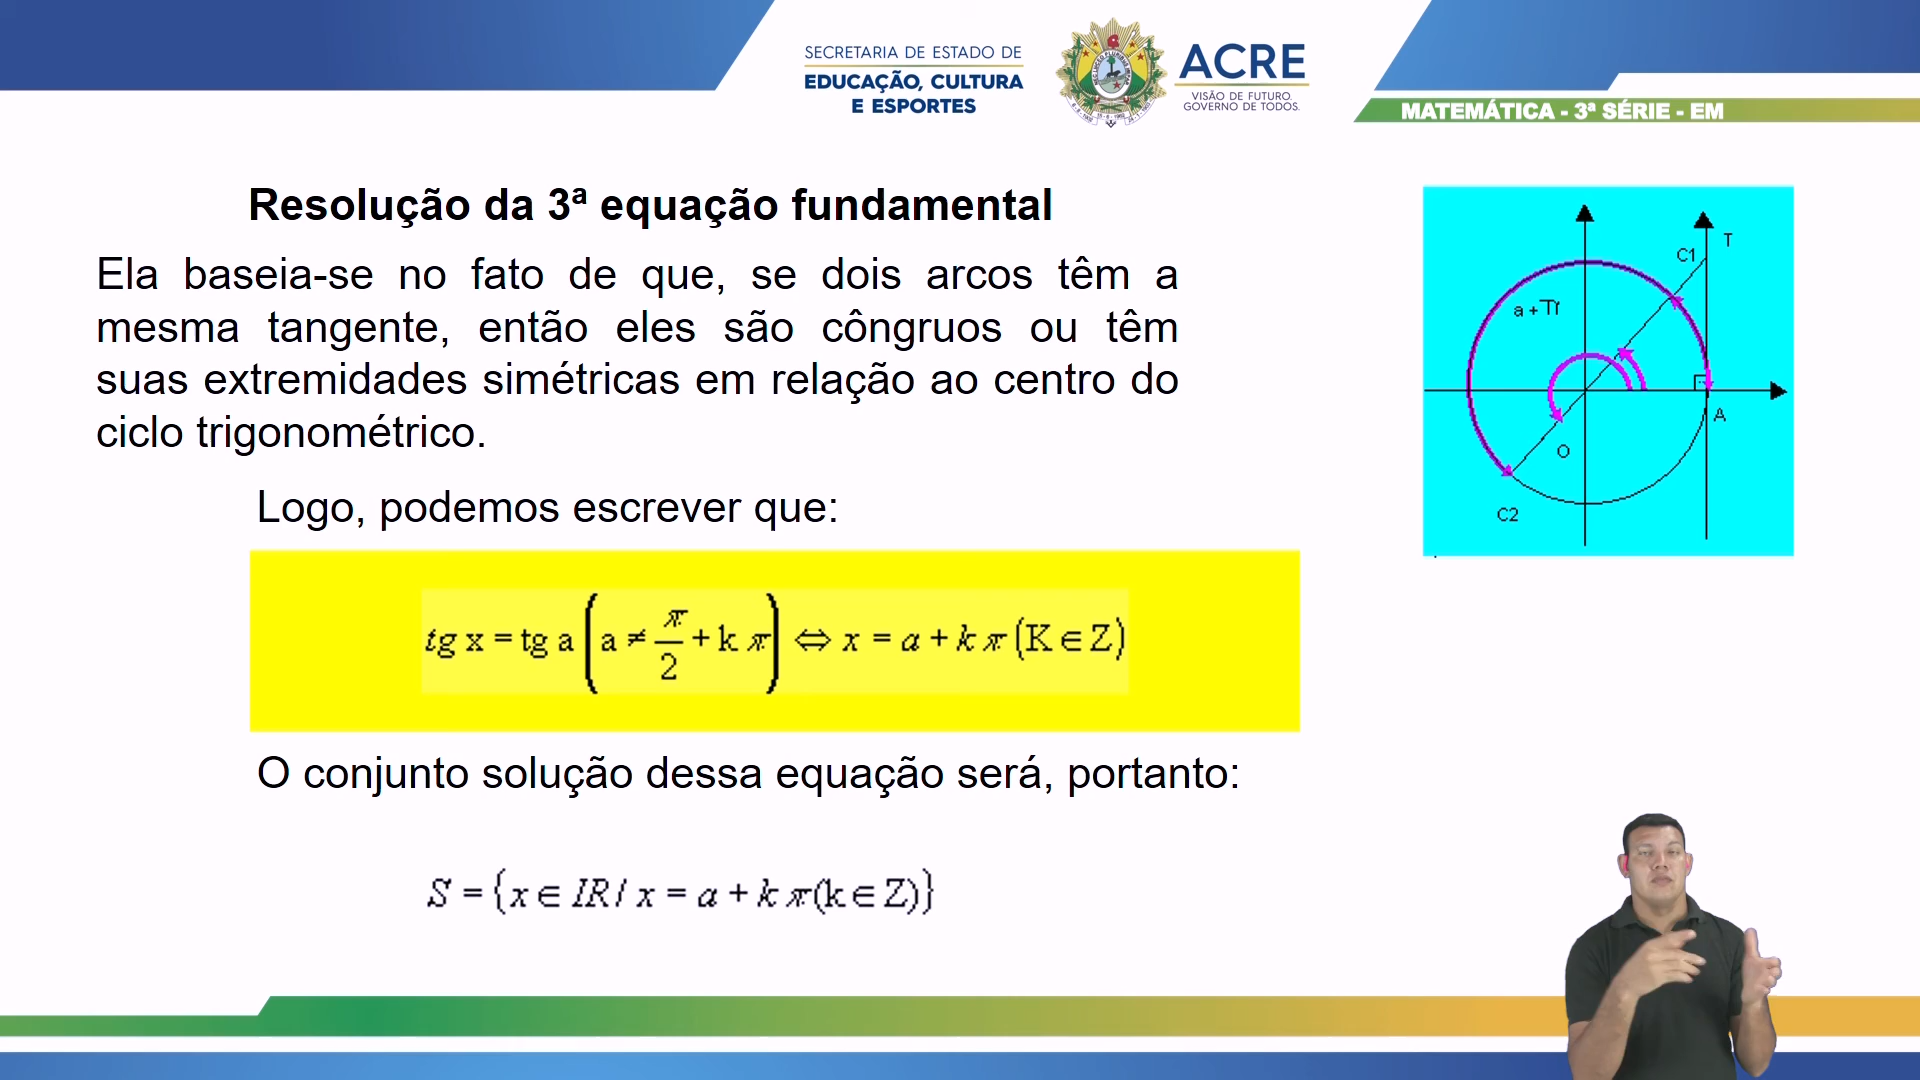 SECRETARIA DE ESTADO DE
EDUCAÇÃO, CULTURA
E ESPORTES
ACRE
VISÃO DE FUTURO.
GOVERNO DE TODOS.
MATEMÁTICA - 3ª SÉRIE - EM
Resolução da 3ª equação fundamental
Ela baseia-se no fato de que, se dois arcos têm a
mesma tangente, então eles são côngruos ou têm
suas extremidades simétricas em relação ao centro do
ciclo trigonométrico.
T
C1
a + π
A
O
C2
Logo, podemos escrever que:
tg x = tg a (a ≠ π/2 + k π) ⇔ x = a + k π (K ∈ Z)
O conjunto solução dessa equação será, portanto:
S = {x ∈ IR / x = a + k π(k ∈ Z)}